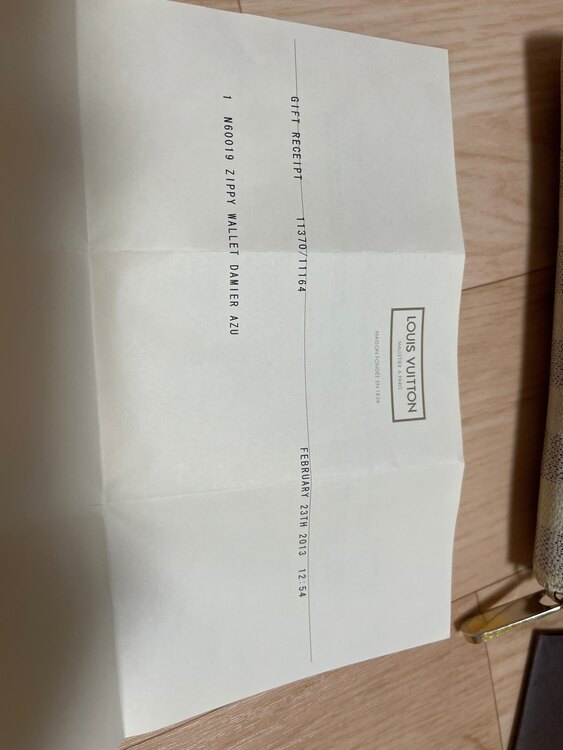 LOUIS VUITTON
MALLETIER A PARIS
MAISON FONDÉE EN 1854
GIFT RECEIPT 11370/11164 FEBRUARY 23TH 2013 12:54
1 N60019 ZIPPY WALLET DAMIER AZU